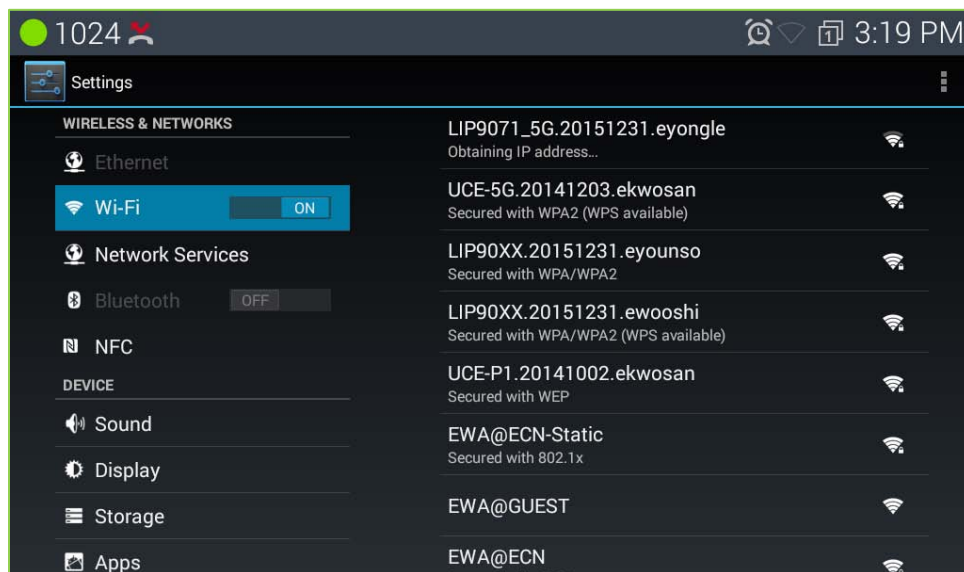 1024
1
3:19 PM
Settings
WIRELESS & NETWORKS
Ethernet
Wi-Fi ON
Network Services
Bluetooth OFF
NFC
DEVICE
Sound
Display
Storage
Apps
LIP9071_5G.20151231.eyongle
Obtaining IP address...
UCE-5G.20141203.ekwosan
Secured with WPA2 (WPS available)
LIP90XX.20151231.eyounso
Secured with WPA/WPA2
LIP90XX.20151231.ewooshi
Secured with WPA/WPA2 (WPS available)
UCE-P1.20141002.ekwosan
Secured with WEP
EWA@ECN-Static
Secured with 802.1x
EWA@GUEST
EWA@ECN